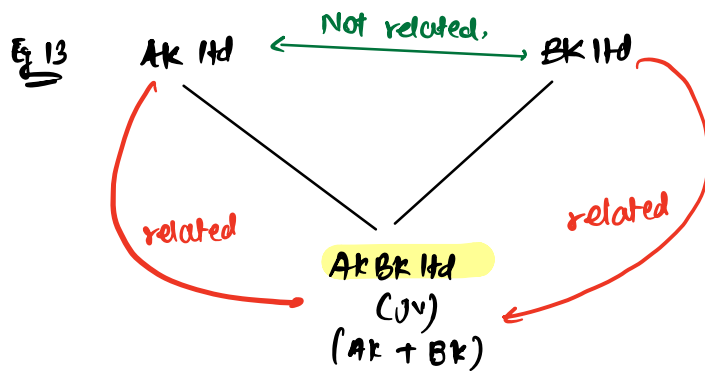 Not related.
Eg 13 AK ltd BK ltd
related related
AKBK ltd
(JV)
(AK + BK)